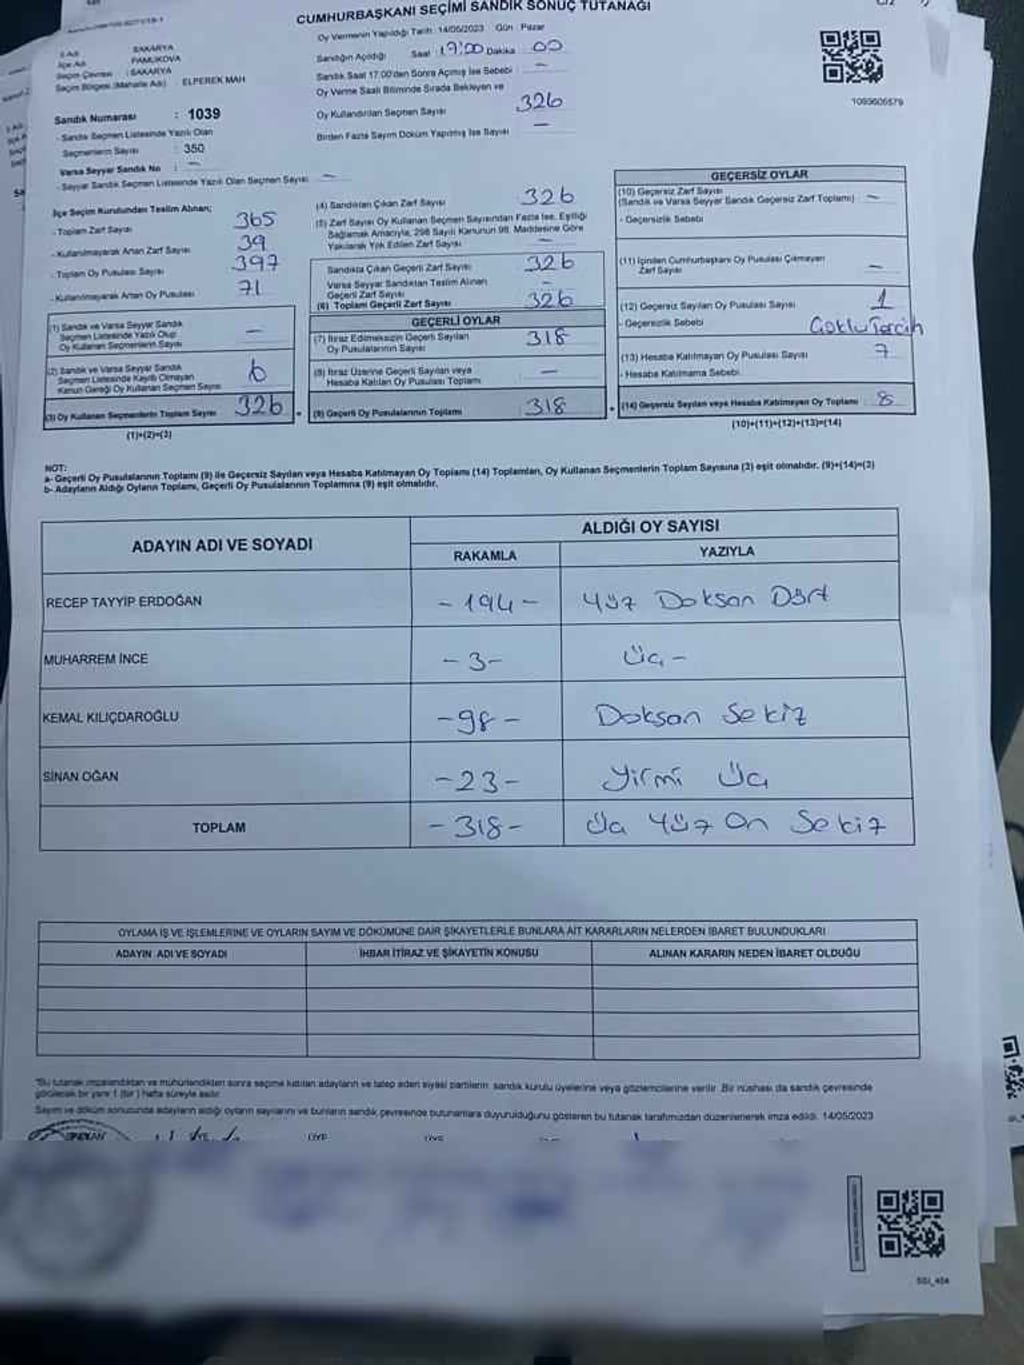 CUMHURBAŞKANI SEÇİMİ SANDIK SONUÇ TUTANAĞI
Oy Vermenin Yapıldığı Tarih : 14/05/2023 Gün : Pazar
İli Adı SAKARYA
İlçe Adı PAMUKOVA
Seçim Çevresi : SAKARYA
Seçim Bölgesi (Mahalle Adı) : ELPEREK MAH
Sandığın Açıldığı Saat : 17:00 Dakika : 00
Sandık Saat 17.00'den Sonra Açılmış İse Sebebi : —
Oy Verme Saati Bitiminde Sırada Bekleyen ve
Oy Kullandırılan Seçmen Sayısı 326
Birden Fazla Sayım Döküm Yapılmış İse Sayısı —
1093606579
Sandık Numarası : 1039
- Sandık Seçmen Listesinde Yazılı Olan
Seçmenlerin Sayısı : 350
Varsa Seyyar Sandık No : —
- Seyyar Sandık Seçmen Listesinde Yazılı Olan Seçmen Sayısı —
İlçe Seçim Kurulundan Teslim Alınan;
- Toplam Zarf Sayısı 365
- Kullanılmayarak Artan Zarf Sayısı 39
- Toplam Oy Pusulası Sayısı 397
- Kullanılmayarak Artan Oy Pusulası 71
(1) Sandık ve Varsa Seyyar Sandık
Seçmen Listesinde Yazılı Olup
Oy Kullanan Seçmenlerin Sayısı —
(2) Sandık ve Varsa Seyyar Sandık
Seçmen Listesinde Kayıtlı Olmayan
Kanun Gereği Oy Kullanan Seçmen Sayısı 6
(3) Oy Kullanan Seçmenlerin Toplam Sayısı 326
(1)+(2)=(3)
(4) Sandıktan Çıkan Zarf Sayısı 326
(5) Zarf Sayısı Oy Kullanan Seçmen Sayısından Fazla İse, Eşitliği
Sağlamak Amacıyla, 298 Sayılı Kanunun 98. Maddesine Göre
Yakılarak Yok Edilen Zarf Sayısı —
Sandıkta Çıkan Geçerli Zarf Sayısı 326
Varsa Seyyar Sandıktan Teslim Alınan
Geçerli Zarf Sayısı —
(6) Toplam Geçerli Zarf Sayısı 326
GEÇERLİ OYLAR
(7) İtiraz Edilmeksizin Geçerli Sayılan
Oy Pusulalarının Sayısı 318
(8) İtiraz Üzerine Geçerli Sayılan veya
Hesaba Katılan Oy Pusulası Toplamı —
(9) Geçerli Oy Pusulalarının Toplamı 318
GEÇERSİZ OYLAR
(10) Geçersiz Zarf Sayısı
(Sandık ve Varsa Seyyar Sandık Geçersiz Zarf Toplamı) —
- Geçersizlik Sebebi
(11) İçinden Cumhurbaşkanı Oy Pusulası Çıkmayan
Zarf Sayısı —
(12) Geçersiz Sayılan Oy Pusulası Sayısı 1
- Geçersizlik Sebebi Çoklu Tercih
(13) Hesaba Katılmayan Oy Pusulası Sayısı 7
- Hesaba Katılmama Sebebi
(14) Geçersiz Sayılan veya Hesaba Katılmayan Oy Toplamı 8
(10)+(11)+(12)+(13)=(14)
NOT:
a- Geçerli Oy Pusulalarının Toplamı (9) ile Geçersiz Sayılan veya Hesaba Katılmayan Oy Toplamı (14) Toplamları, Oy Kullanan Seçmenlerin Toplam Sayısına (3) eşit olmalıdır. (9)+(14)=(3)
b- Adayların Aldığı Oyların Toplamı, Geçerli Oy Pusulalarının Toplamına (9) eşit olmalıdır.
ADAYIN ADI VE SOYADI
ALDIĞI OY SAYISI
RAKAMLA YAZIYLA
RECEP TAYYİP ERDOĞAN - 194 - Yüz Doksan Dört
MUHARREM İNCE - 3 - Üç -
KEMAL KILIÇDAROĞLU - 98 - Doksan Sekiz
SİNAN OĞAN - 23 - Yirmi Üç
TOPLAM - 318 - Üç Yüz On Sekiz
OYLAMA İŞ VE İŞLEMLERİNE VE OYLARIN SAYIM VE DÖKÜMÜNE DAİR ŞİKAYETLERLE BUNLARA AİT KARARLARIN NELERDEN İBARET BULUNDUKLARI
ADAYIN ADI VE SOYADI İHBAR İTİRAZ VE ŞİKAYETİN KONUSU ALINAN KARARIN NEDEN İBARET OLDUĞU
"Bu tutanak imzalandıktan ve mühürlendikten sonra seçime katılan adayların ve talep eden siyasi partilerin sandık kurulu üyelerine veya gözlemcilerine verilir. Bir nüshası da sandık çevresinde
görülecek bir yere 1 (bir) hafta süreyle asılır.
Sayım ve döküm sonucunda adayların aldığı oyların sayılarını ve bunların sandık çevresinde bulunanlara duyurulduğunu gösteren bu tutanak tarafımızdan düzenlenerek imza edildi. 14/05/2023
ÜYE ÜYE ÜYE